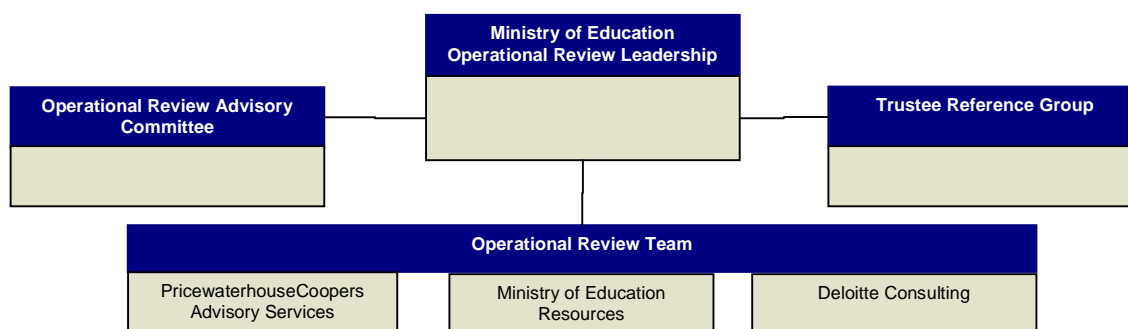 Ministry of Education
Operational Review Leadership
Operational Review Advisory
Committee
Trustee Reference Group
Operational Review Team
PricewaterhouseCoopers
Advisory Services
Ministry of Education
Resources
Deloitte Consulting